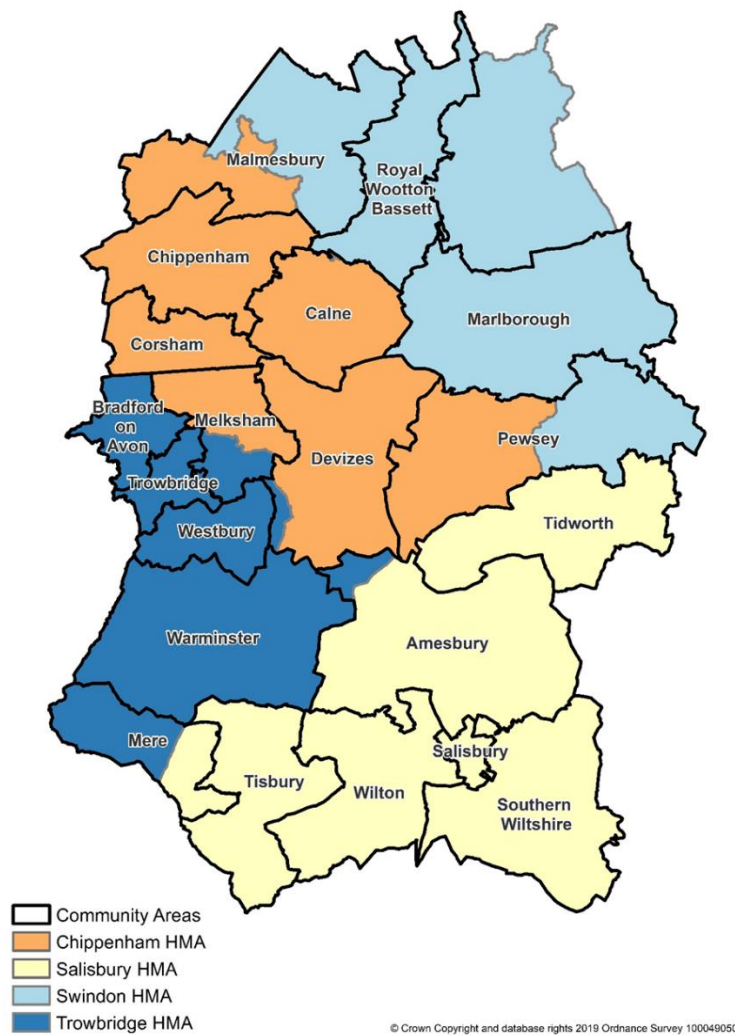 Malmesbury
Royal
Wootton
Bassett
Chippenham
Calne
Marlborough
Corsham
Bradford
on
Avon
Melksham
Pewsey
Devizes
Trowbridge
Tidworth
Westbury
Warminster
Amesbury
Mere
Salisbury
Tisbury
Wilton
Southern
Wiltshire
Community Areas
Chippenham HMA
Salisbury HMA
Swindon HMA
Trowbridge HMA
© Crown Copyright and database rights 2019 Ordnance Survey 100049050